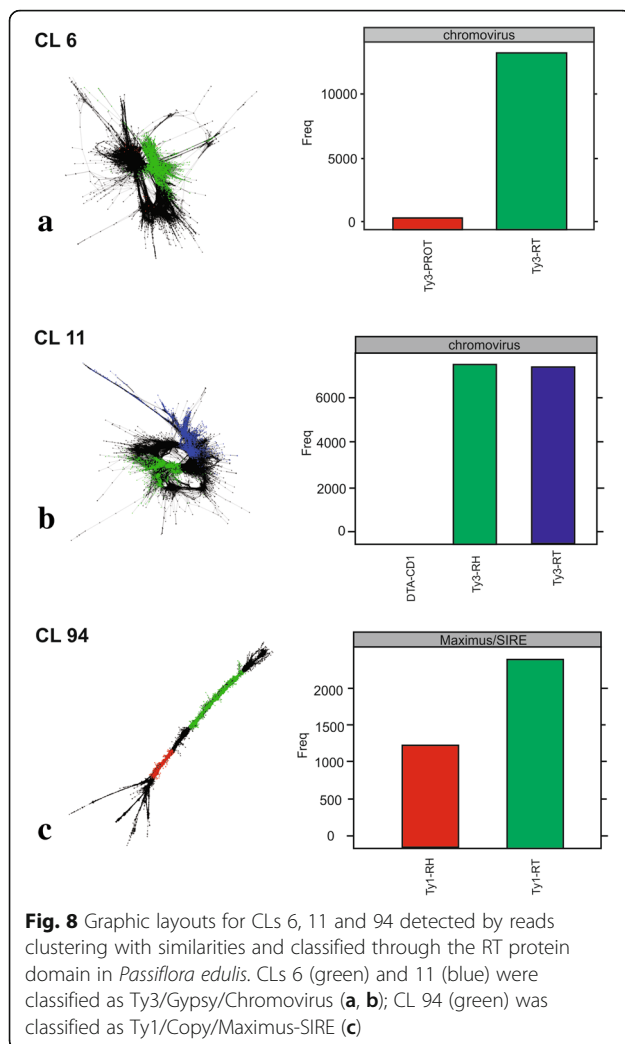 CL 6
chromovirus
Freq
10000
5000
0
Ty3-PROT
Ty3-RT
a
CL 11
chromovirus
Freq
6000
4000
2000
0
DTA-CD1
Ty3-RH
Ty3-RT
b
CL 94
Maximus/SIRE
Freq
2000
1500
1000
500
0
Ty1-RH
Ty1-RT
c
Fig. 8 Graphic layouts for CLs 6, 11 and 94 detected by reads
clustering with similarities and classified through the RT protein
domain in Passiflora edulis. CLs 6 (green) and 11 (blue) were
classified as Ty3/Gypsy/Chromovirus (a, b); CL 94 (green) was
classified as Ty1/Copy/Maximus-SIRE (c)